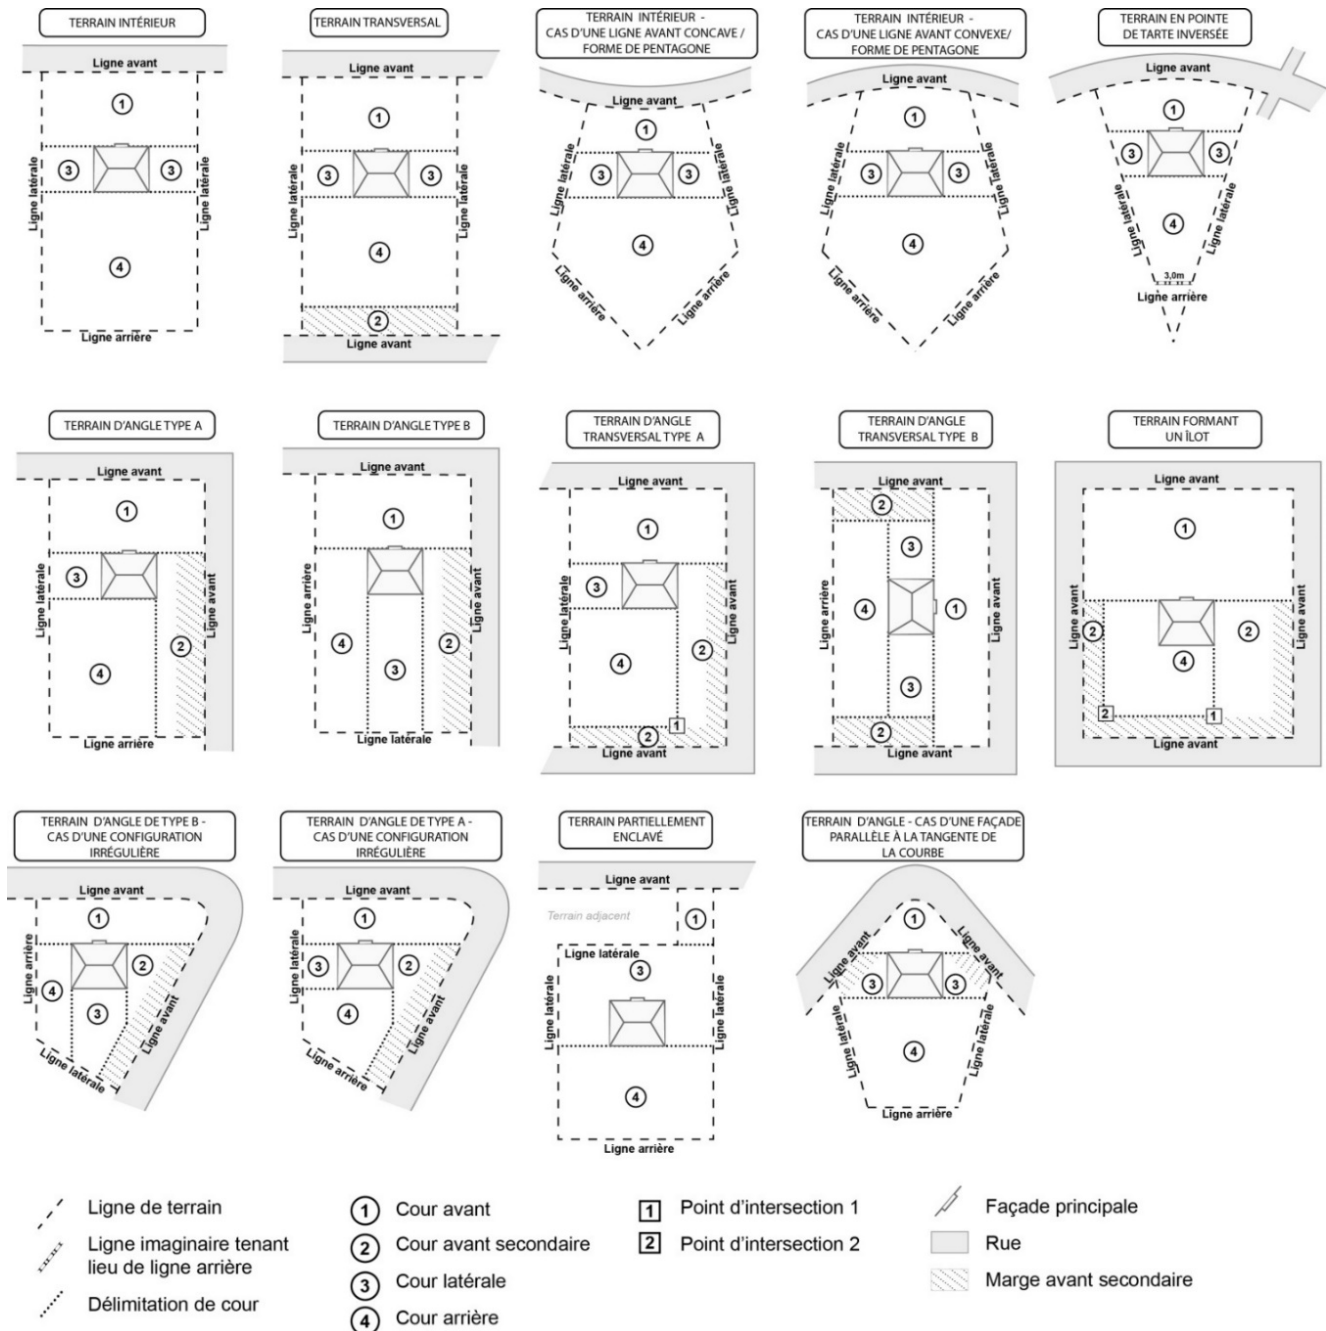 TERRAIN INTÉRIEUR
Ligne avant
1
3
3
Ligne latérale
Ligne latérale
4
Ligne arrière
TERRAIN TRANSVERSAL
Ligne avant
1
3
3
Ligne latérale
Ligne latérale
4
2
Ligne avant
TERRAIN INTÉRIEUR -
CAS D'UNE LIGNE AVANT CONCAVE /
FORME DE PENTAGONE
Ligne avant
1
3
3
Ligne latérale
Ligne latérale
4
Ligne arrière
Ligne arrière
TERRAIN INTÉRIEUR -
CAS D'UNE LIGNE AVANT CONVEXE/
FORME DE PENTAGONE
Ligne avant
1
3
3
Ligne latérale
Ligne latérale
4
Ligne arrière
Ligne arrière
TERRAIN EN POINTE
DE TARTE INVERSÉE
Ligne avant
1
3
3
4
Ligne latérale
Ligne latérale
3,0m
Ligne arrière
TERRAIN D'ANGLE TYPE A
Ligne avant
1
3
Ligne latérale
Ligne avant
2
4
Ligne arrière
TERRAIN D'ANGLE TYPE B
Ligne avant
1
Ligne arrière
Ligne avant
4
3
2
Ligne latérale
TERRAIN D'ANGLE
TRANSVERSAL TYPE A
Ligne avant
1
3
Ligne latérale
Ligne avant
4
2
1
2
Ligne avant
TERRAIN D'ANGLE
TRANSVERSAL TYPE B
Ligne avant
2
3
Ligne arrière
4
1
Ligne avant
3
2
Ligne avant
TERRAIN FORMANT
UN ÎLOT
Ligne avant
1
Ligne avant
2
2
Ligne avant
4
2
1
Ligne avant
TERRAIN D'ANGLE DE TYPE B -
CAS D'UNE CONFIGURATION
IRRÉGULIÈRE
Ligne avant
1
Ligne arrière
2
4
3
Ligne avant
Ligne latérale
TERRAIN D'ANGLE DE TYPE A -
CAS D'UNE CONFIGURATION
IRRÉGULIÈRE
Ligne avant
1
Ligne latérale
3
2
4
Ligne avant
Ligne arrière
TERRAIN PARTIELLEMENT
ENCLAVÉ
Ligne avant
Terrain adjacent
1
Ligne latérale
3
Ligne latérale
Ligne latérale
4
Ligne arrière
TERRAIN D'ANGLE - CAS D'UNE FAÇADE
PARALLÈLE À LA TANGENTE DE
LA COURBE
1
Ligne avant
Ligne avant
3
3
Ligne latérale
Ligne latérale
4
Ligne arrière
Ligne de terrain
Ligne imaginaire tenant
lieu de ligne arrière
Délimitation de cour
1 Cour avant
2 Cour avant secondaire
3 Cour latérale
4 Cour arrière
1 Point d'intersection 1
2 Point d'intersection 2
Façade principale
Rue
Marge avant secondaire